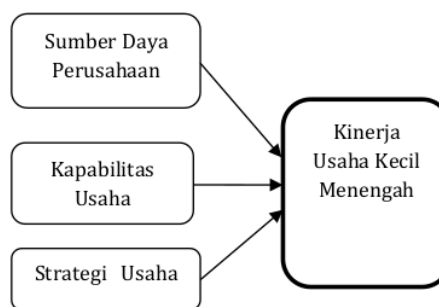 Sumber Daya
Perusahaan
Kapabilitas
Usaha
Strategi Usaha
Kinerja
Usaha Kecil
Menengah